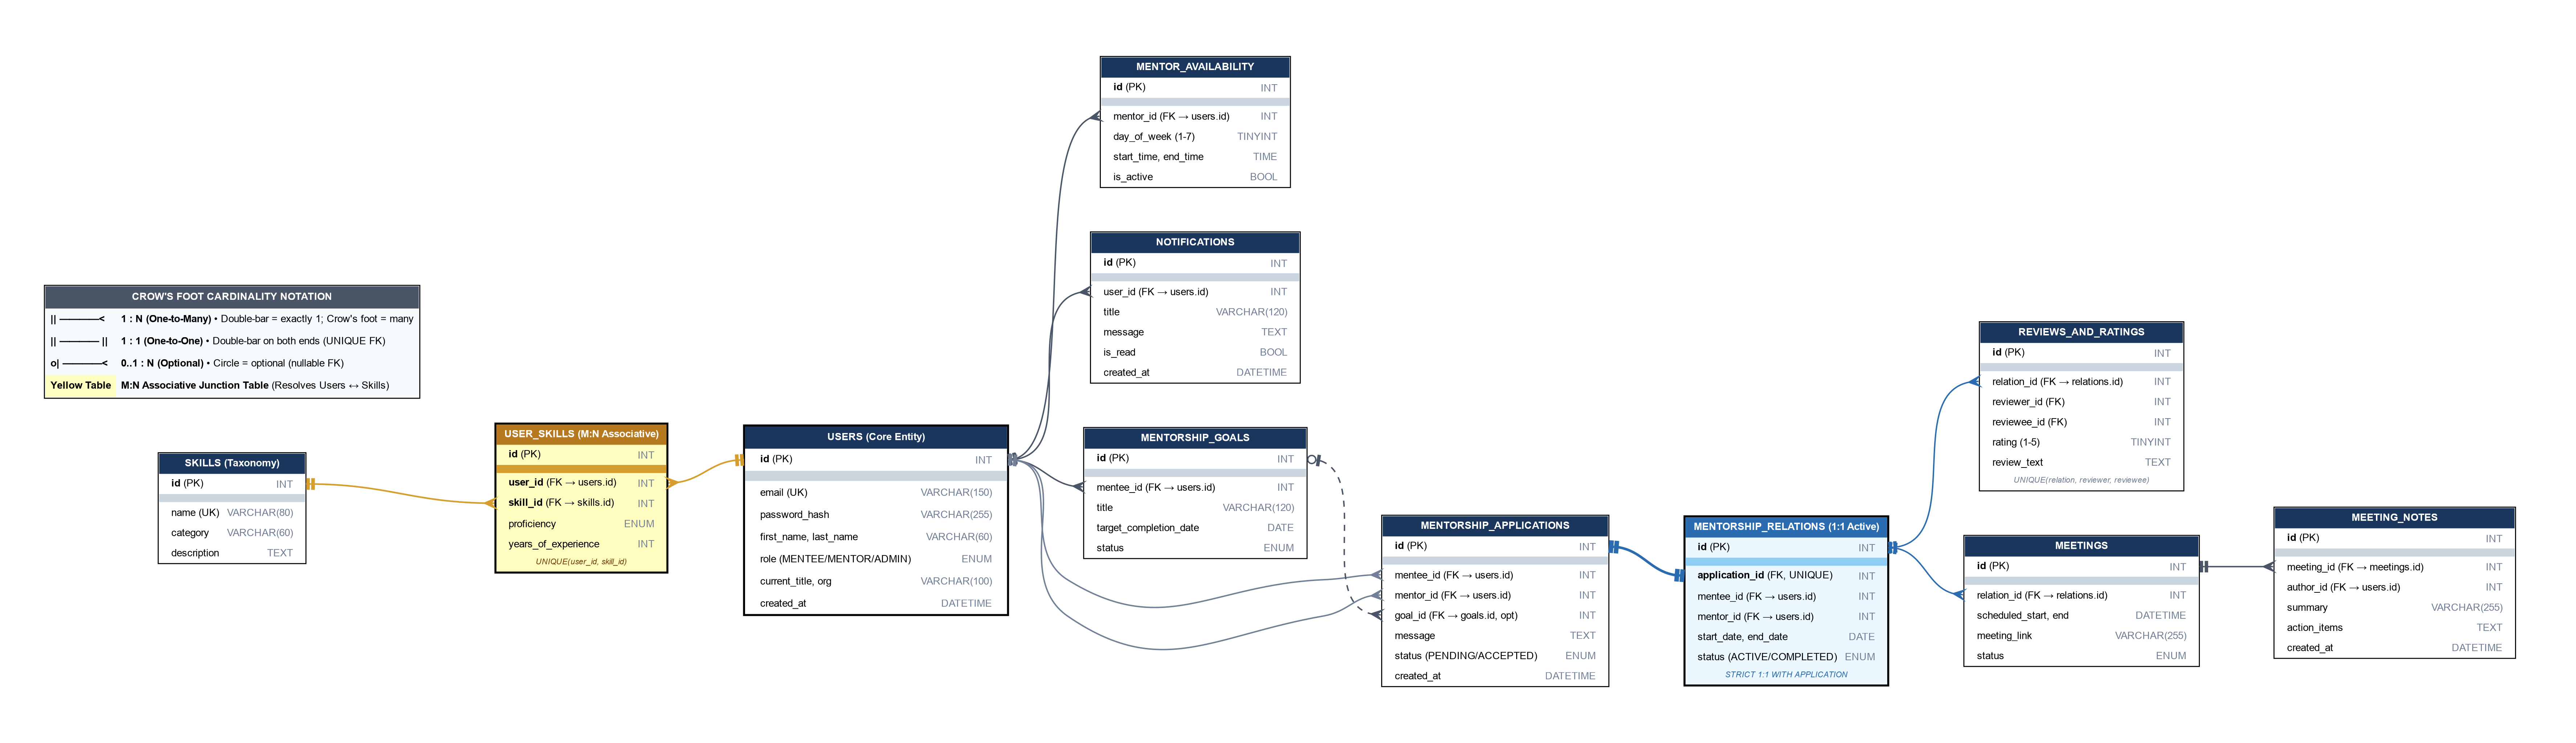 CROW'S FOOT CARDINALITY NOTATION
|| ———–< 1 : N (One-to-Many) • Double-bar = exactly 1; Crow's foot = many
|| ———– || 1 : 1 (One-to-One) • Double-bar on both ends (UNIQUE FK)
o| ———–< 0..1 : N (Optional) • Circle = optional (nullable FK)
Yellow Table M:N Associative Junction Table (Resolves Users ↔ Skills)
SKILLS (Taxonomy)
id (PK) INT
name (UK) VARCHAR(80)
category VARCHAR(60)
description TEXT
USER_SKILLS (M:N Associative)
id (PK) INT
user_id (FK → users.id) INT
skill_id (FK → skills.id) INT
proficiency ENUM
years_of_experience INT
UNIQUE(user_id, skill_id)
USERS (Core Entity)
id (PK) INT
email (UK) VARCHAR(150)
password_hash VARCHAR(255)
first_name, last_name VARCHAR(60)
role (MENTEE/MENTOR/ADMIN) ENUM
current_title, org VARCHAR(100)
created_at DATETIME
MENTOR_AVAILABILITY
id (PK) INT
mentor_id (FK → users.id) INT
day_of_week (1-7) TINYINT
start_time, end_time TIME
is_active BOOL
NOTIFICATIONS
id (PK) INT
user_id (FK → users.id) INT
title VARCHAR(120)
message TEXT
is_read BOOL
created_at DATETIME
MENTORSHIP_GOALS
id (PK) INT
mentee_id (FK → users.id) INT
title VARCHAR(120)
target_completion_date DATE
status ENUM
MENTORSHIP_APPLICATIONS
id (PK) INT
mentee_id (FK → users.id) INT
mentor_id (FK → users.id) INT
goal_id (FK → goals.id, opt) INT
message TEXT
status (PENDING/ACCEPTED) ENUM
created_at DATETIME
MENTORSHIP_RELATIONS (1:1 Active)
id (PK) INT
application_id (FK, UNIQUE) INT
mentee_id (FK → users.id) INT
mentor_id (FK → users.id) INT
start_date, end_date DATE
status (ACTIVE/COMPLETED) ENUM
STRICT 1:1 WITH APPLICATION
REVIEWS_AND_RATINGS
id (PK) INT
relation_id (FK → relations.id) INT
reviewer_id (FK) INT
reviewee_id (FK) INT
rating (1-5) TINYINT
review_text TEXT
UNIQUE(relation, reviewer, reviewee)
MEETINGS
id (PK) INT
relation_id (FK → relations.id) INT
scheduled_start, end DATETIME
meeting_link VARCHAR(255)
status ENUM
MEETING_NOTES
id (PK) INT
meeting_id (FK → meetings.id) INT
author_id (FK → users.id) INT
summary VARCHAR(255)
action_items TEXT
created_at DATETIME